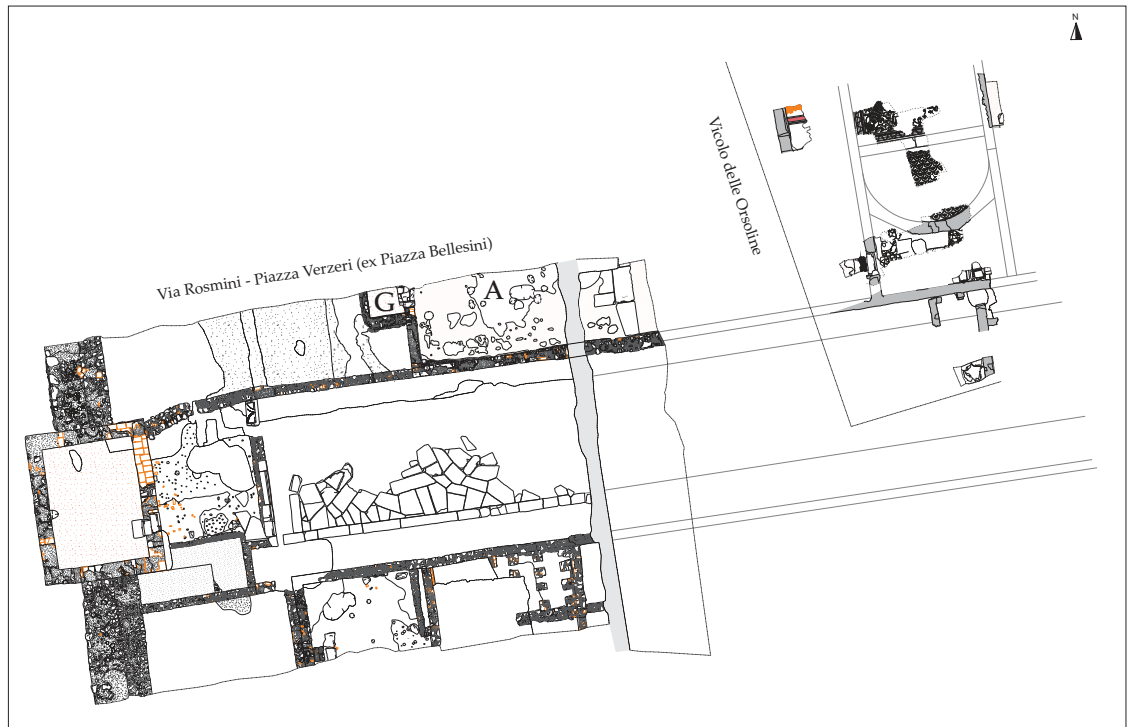 N
Vicolo delle Orsoline
Via Rosmini - Piazza Verzeri (ex Piazza Bellesini)
G
A